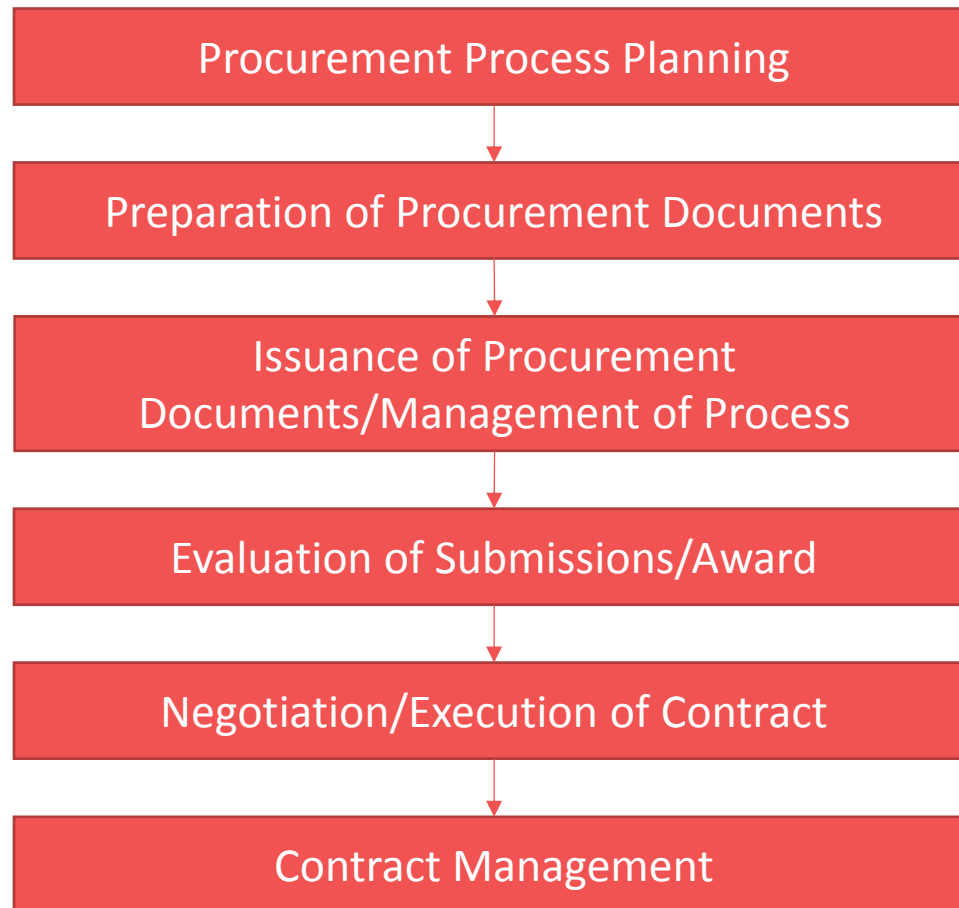 Procurement Process Planning
Preparation of Procurement Documents
Issuance of Procurement
Documents/Management of Process
Evaluation of Submissions/Award
Negotiation/Execution of Contract
Contract Management